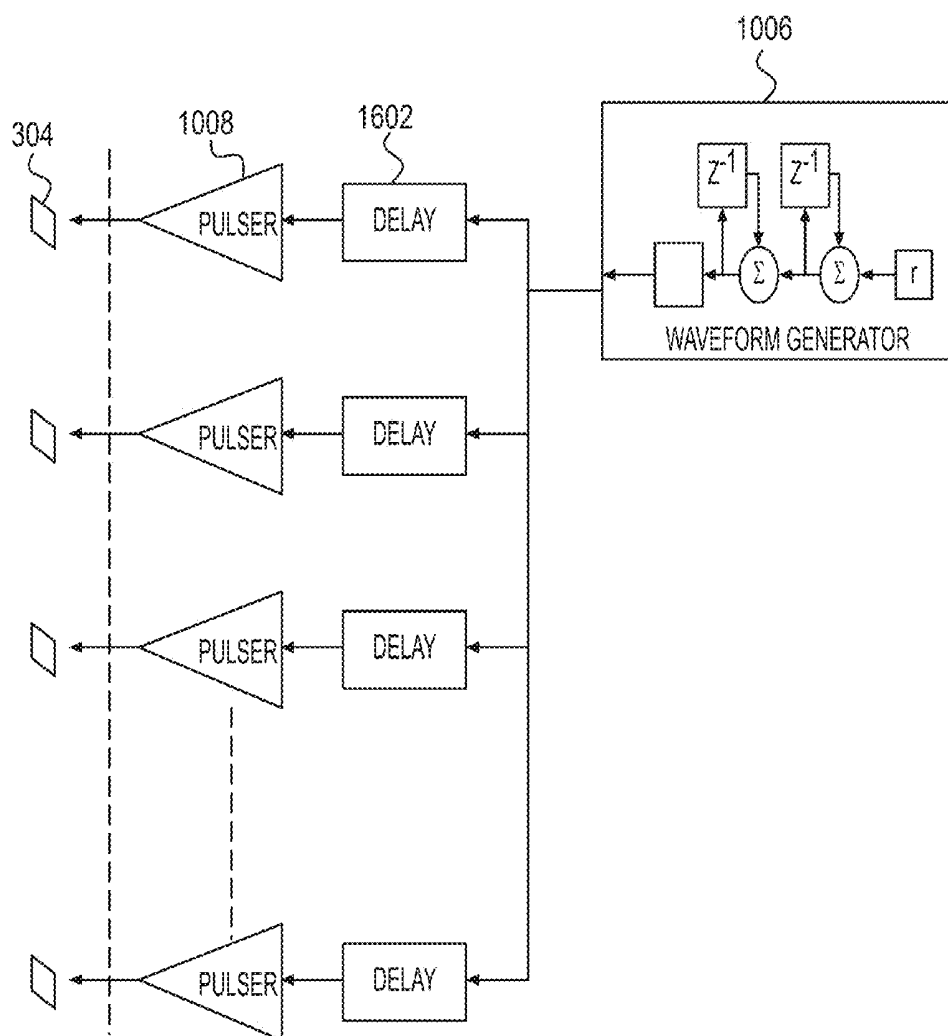 1006
304
1008
1602
Z-1
Z-1
PULSER
DELAY
Σ
Σ
r
WAVEFORM GENERATOR
PULSER
DELAY
PULSER
DELAY
PULSER
DELAY